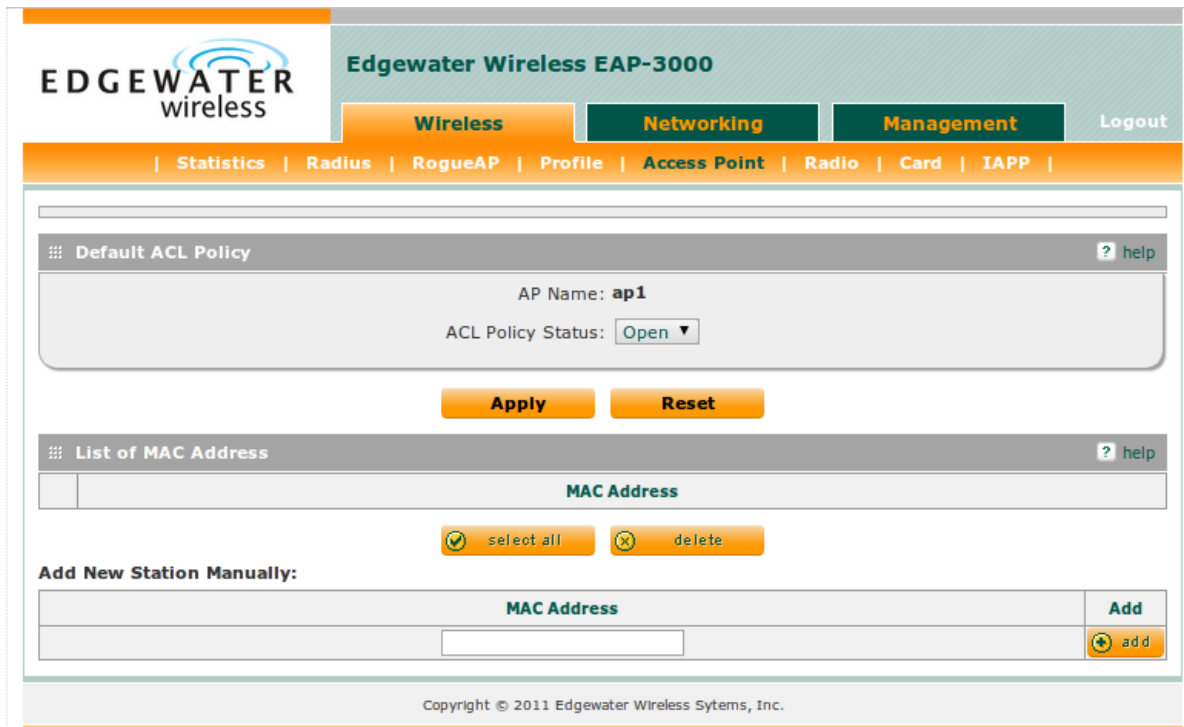 EDGEWATER
wireless
Edgewater Wireless EAP-3000
Wireless Networking Management Logout
| Statistics | Radius | RogueAP | Profile | Access Point | Radio | Card | IAPP |
Default ACL Policy ? help
AP Name: ap1
ACL Policy Status: Open
Apply Reset
List of MAC Address ? help
MAC Address
select all delete
Add New Station Manually:
MAC Address Add
add
Copyright © 2011 Edgewater Wireless Sytems, Inc.